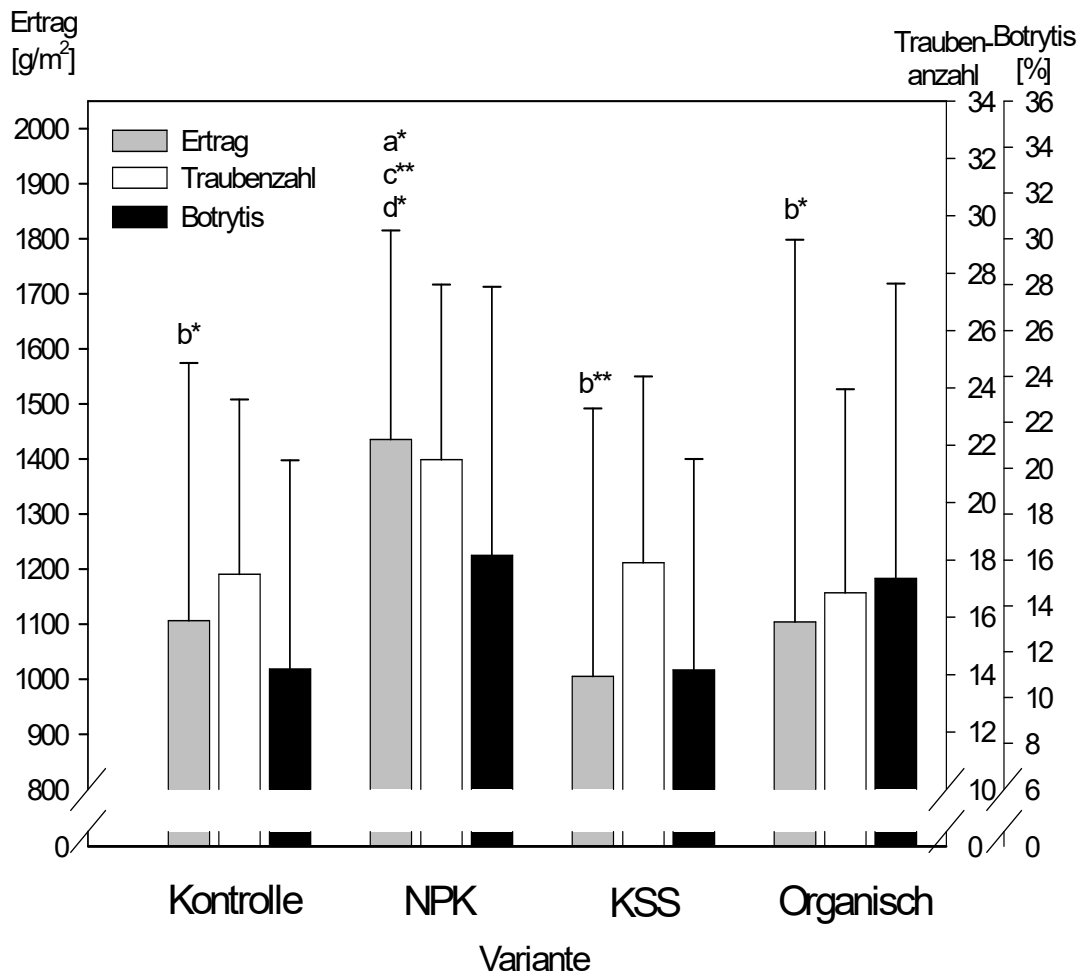 Ertrag
[g/m²]
Trauben-
anzahl
Botrytis
[%]
2000
1900
1800
1700
1600
1500
1400
1300
1200
1100
1000
900
800
0
Ertrag
Traubenzahl
Botrytis
b*
a*
c**
d*
b**
b*
34
32
30
28
26
24
22
20
18
16
14
12
10
0
36
34
32
30
28
26
24
22
20
18
16
14
12
10
8
6
0
Kontrolle NPK KSS Organisch
Variante